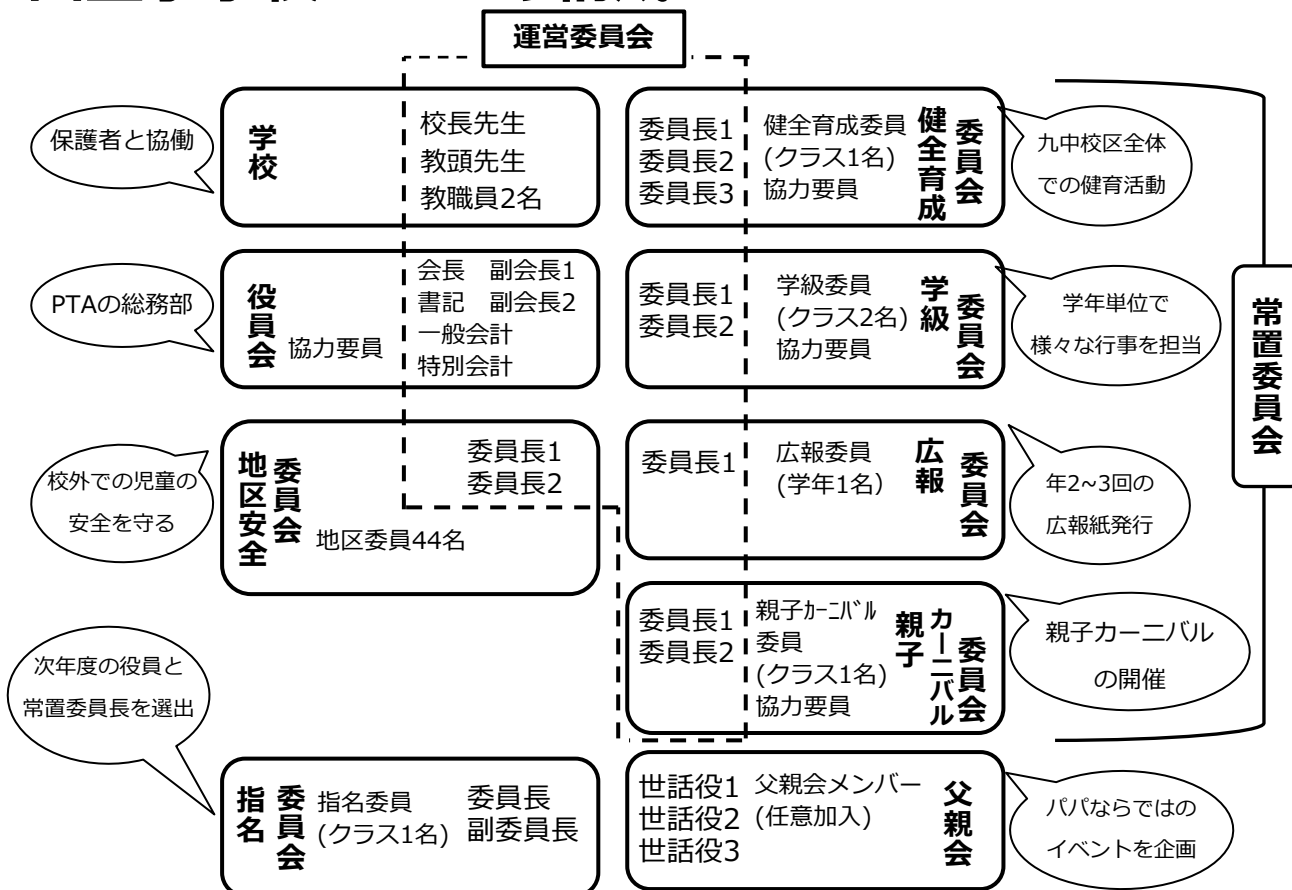 運営委員会
保護者と協働
学校
校長先生
教頭先生
教職員2名
委員長1
委員長2
委員長3
健全育成委員
(クラス1名)
協力要員
健全育成
委員会
九中校区全体
での健育活動
PTAの総務部
役員会
協力要員
会長 副会長1
書記 副会長2
一般会計
特別会計
委員長1
委員長2
学級委員
(クラス2名)
協力要員
学級
委員会
学年単位で
様々な行事を担当
常置委員会
校外での児童の
安全を守る
地区安全
委員会
委員長1
委員長2
地区委員44名
委員長1
広報委員
(学年1名)
広報
委員会
年2~3回の
広報紙発行
委員長1
委員長2
親子カーニバル
委員
(クラス1名)
協力要員
親子
カーニバル
委員会
親子カーニバル
の開催
次年度の役員と
常置委員長を選出
指名
委員会
指名委員
(クラス1名)
委員長
副委員長
世話役1
世話役2
世話役3
父親会メンバー
(任意加入)
父親会
パパならではの
イベントを企画